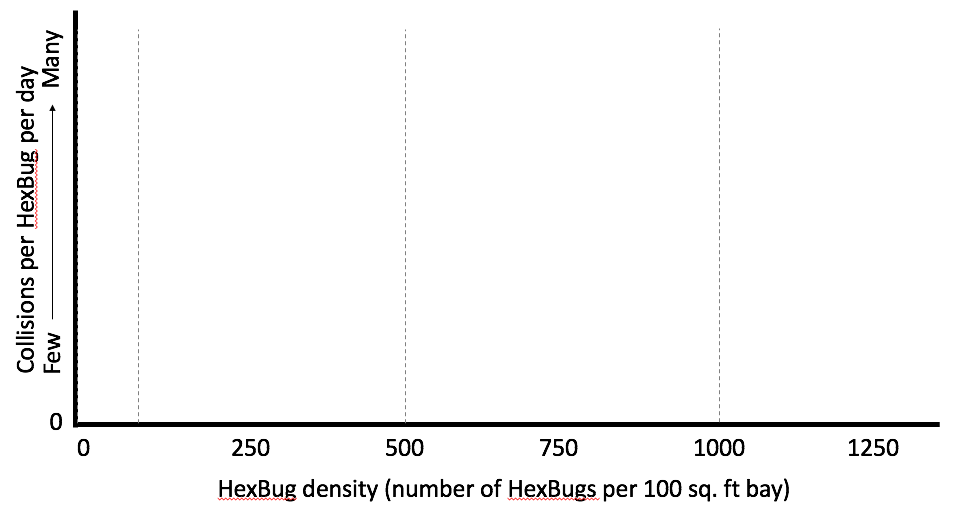 Collisions per HexBug per day
Few
Many
0
0
250
500
750
1000
1250
HexBug density (number of HexBugs per 100 sq. ft bay)